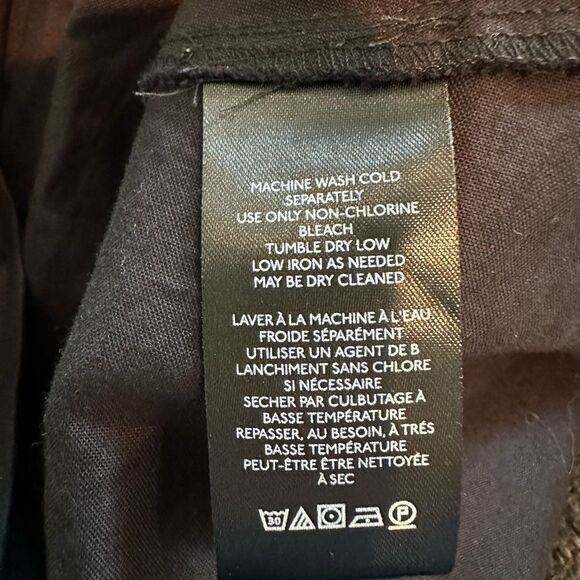 MACHINE WASH COLD
SEPARATELY
USE ONLY NON-CHLORINE
BLEACH
TUMBLE DRY LOW
LOW IRON AS NEEDED
MAY BE DRY CLEANED
LAVER À LA MACHINE À L'EAU
FROIDE SÉPARÉMENT
UTILISER UN AGENT DE B
LANCHIMENT SANS CHLORE
SI NÉCESSAIRE
SECHER PAR CULBUTAGE À
BASSE TEMPÉRATURE
REPASSER, AU BESOIN, À TRÉS
BASSE TEMPÉRATURE
PEUT-ÊTRE ÊTRE NETTOYÉE
À SEC
30 P